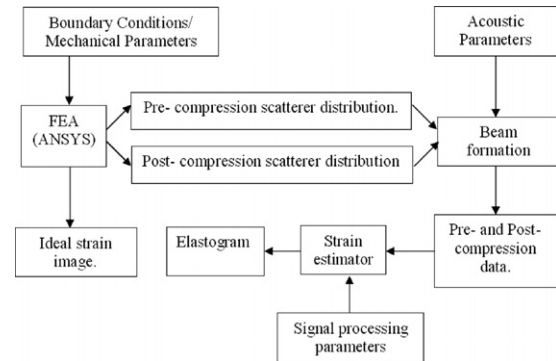 Boundary Conditions/
Mechanical Parameters
Acoustic
Parameters
FEA
(ANSYS)
Pre- compression scatterer distribution.
Post- compression scatterer distribution
Beam
formation
Ideal strain
image.
Elastogram
Strain
estimator
Pre- and Post-
compression
data.
Signal processing
parameters